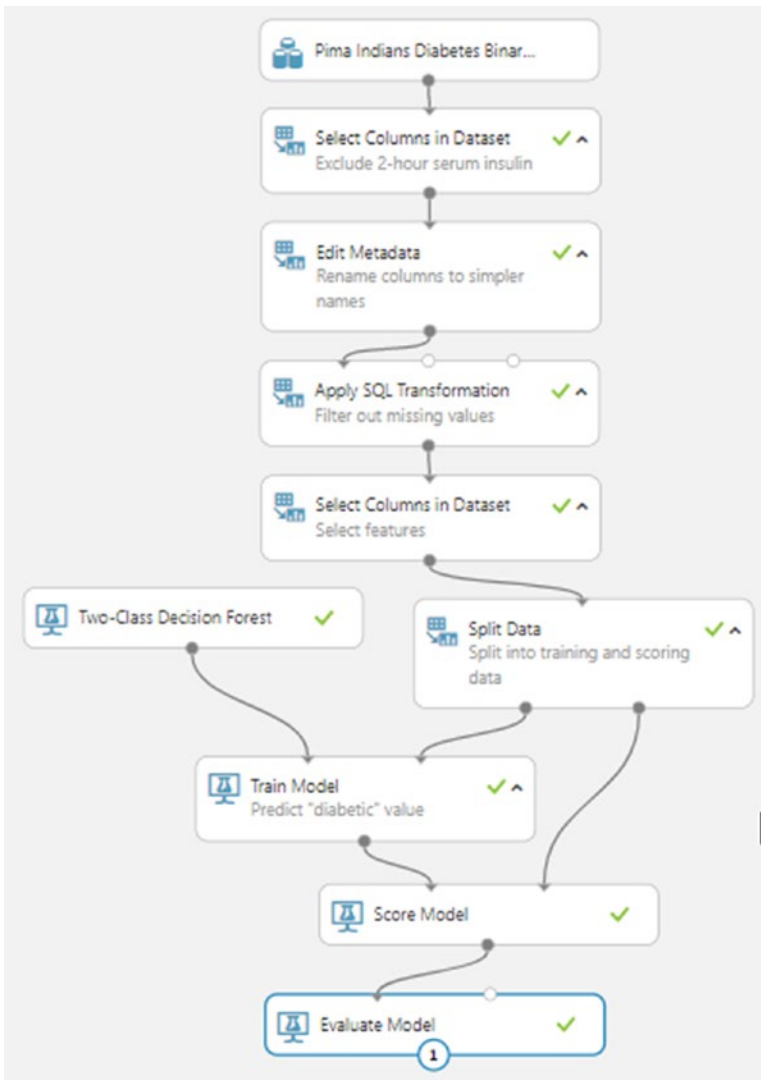 Pima Indians Diabetes Binar...
Select Columns in Dataset
Exclude 2-hour serum insulin
Edit Metadata
Rename columns to simpler
names
Apply SQL Transformation
Filter out missing values
Select Columns in Dataset
Select features
Two-Class Decision Forest
Split Data
Split into training and scoring
data
Train Model
Predict "diabetic" value
Score Model
Evaluate Model
1